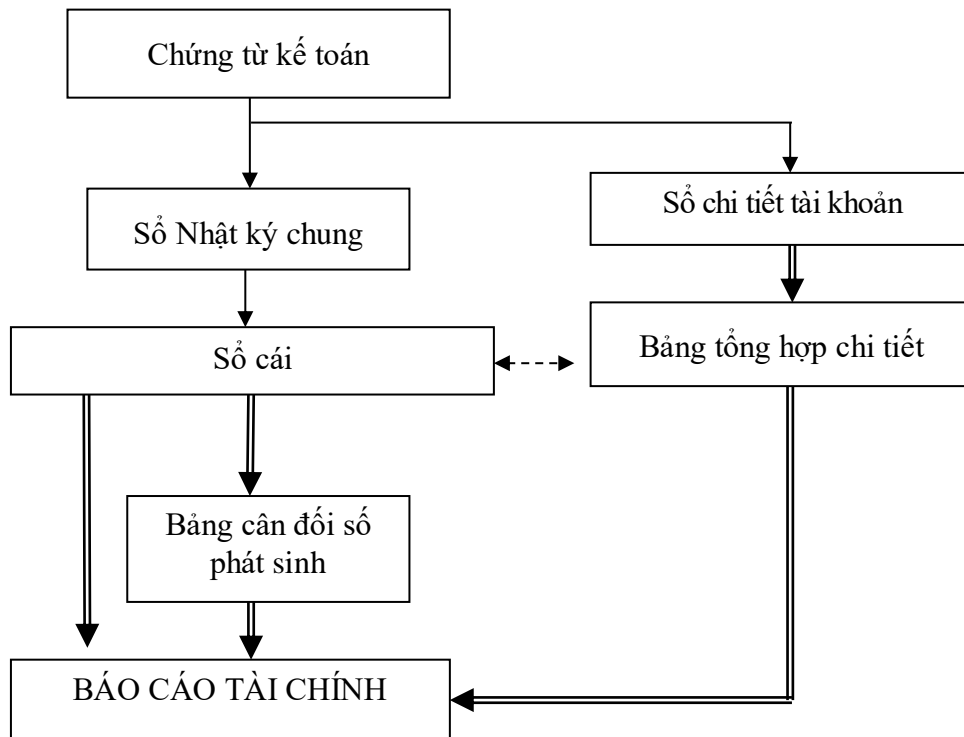 Chứng từ kế toán
Sổ Nhật ký chung
Sổ chi tiết tài khoản
Sổ cái
Bảng tổng hợp chi tiết
Bảng cân đối số
phát sinh
BÁO CÁO TÀI CHÍNH